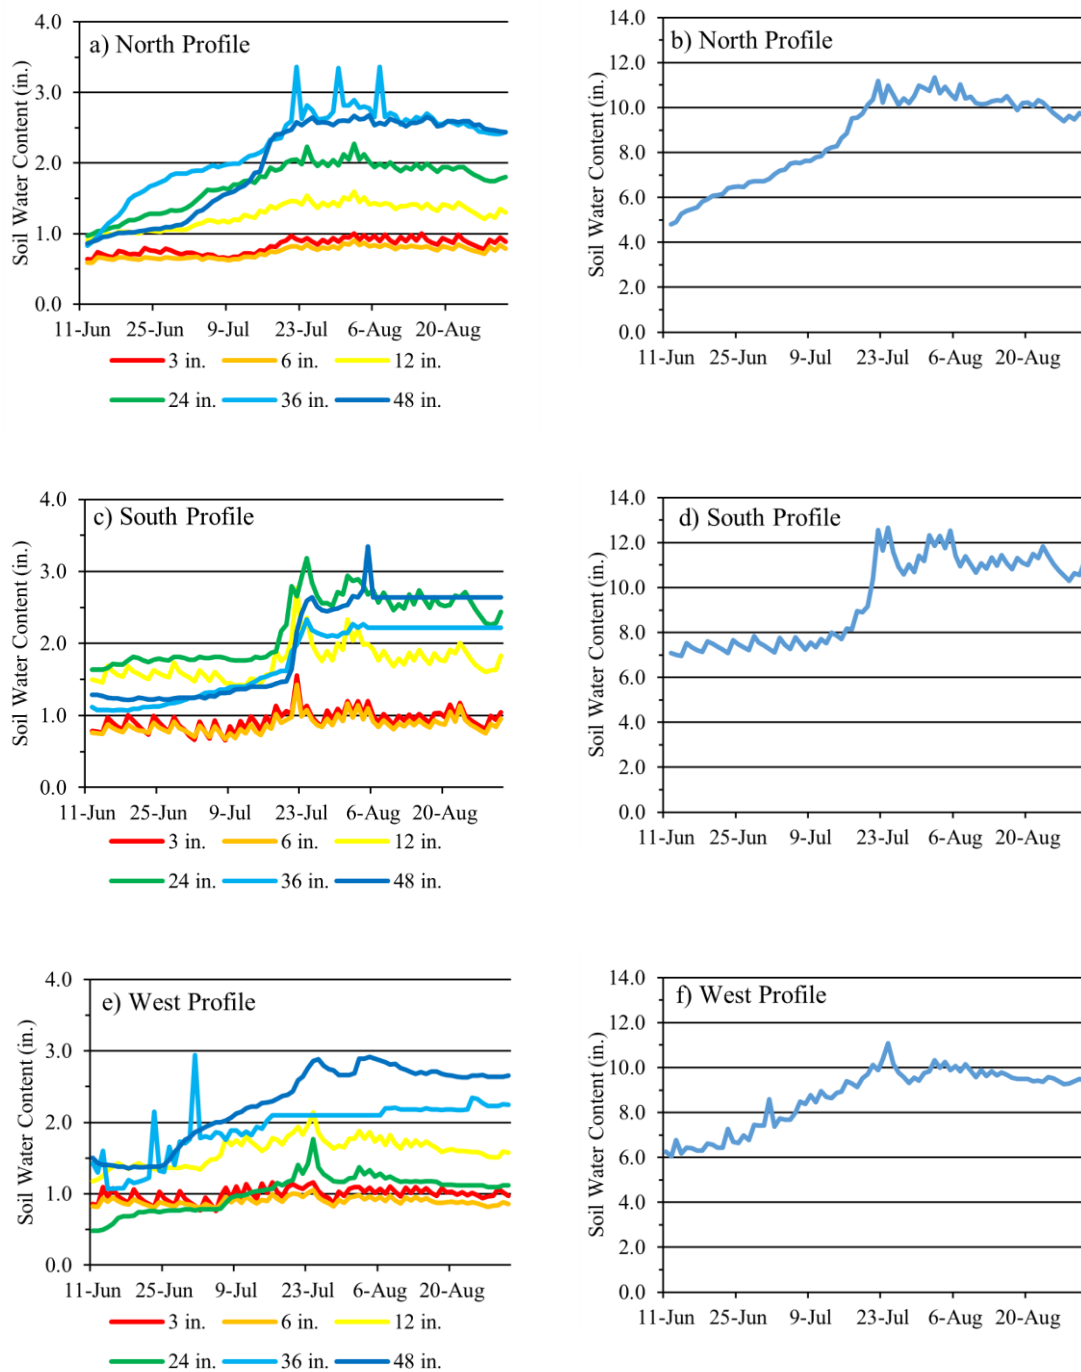 a) North Profile
Soil Water Content (in.)
4.0
3.0
2.0
1.0
0.0
11-Jun 25-Jun 9-Jul 23-Jul 6-Aug 20-Aug
3 in. 6 in. 12 in.
24 in. 36 in. 48 in.
b) North Profile
Soil Water Content (in.)
14.0
12.0
10.0
8.0
6.0
4.0
2.0
0.0
11-Jun 25-Jun 9-Jul 23-Jul 6-Aug 20-Aug
c) South Profile
Soil Water Content (in.)
4.0
3.0
2.0
1.0
0.0
11-Jun 25-Jun 9-Jul 23-Jul 6-Aug 20-Aug
3 in. 6 in. 12 in.
24 in. 36 in. 48 in.
d) South Profile
Soil Water Content (in.)
14.0
12.0
10.0
8.0
6.0
4.0
2.0
0.0
11-Jun 25-Jun 9-Jul 23-Jul 6-Aug 20-Aug
e) West Profile
Soil Water Content (in.)
4.0
3.0
2.0
1.0
0.0
11-Jun 25-Jun 9-Jul 23-Jul 6-Aug 20-Aug
3 in. 6 in. 12 in.
24 in. 36 in. 48 in.
f) West Profile
Soil Water Content (in.)
14.0
12.0
10.0
8.0
6.0
4.0
2.0
0.0
11-Jun 25-Jun 9-Jul 23-Jul 6-Aug 20-Aug